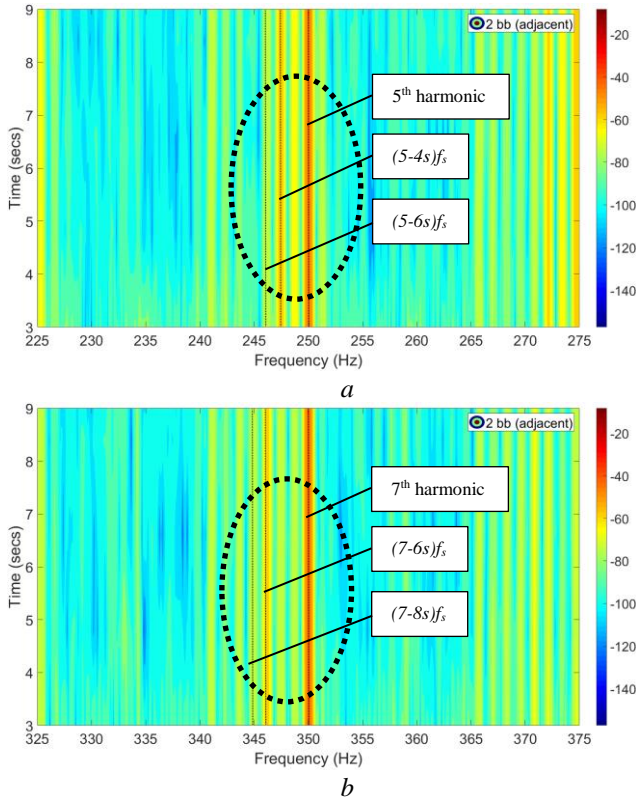 9
8
7
6
5
4
3
Time (secs)
2 bb (adjacent)
5th harmonic
(5-4s)fs
(5-6s)fs
-20
-40
-60
-80
-100
-120
-140
225 230 235 240 245 250 255 260 265 270 275
Frequency (Hz)
a
9
8
7
6
5
4
3
Time (secs)
2 bb (adjacent)
7th harmonic
(7-6s)fs
(7-8s)fs
-20
-40
-60
-80
-100
-120
-140
325 330 335 340 345 350 355 360 365 370 375
Frequency (Hz)
b